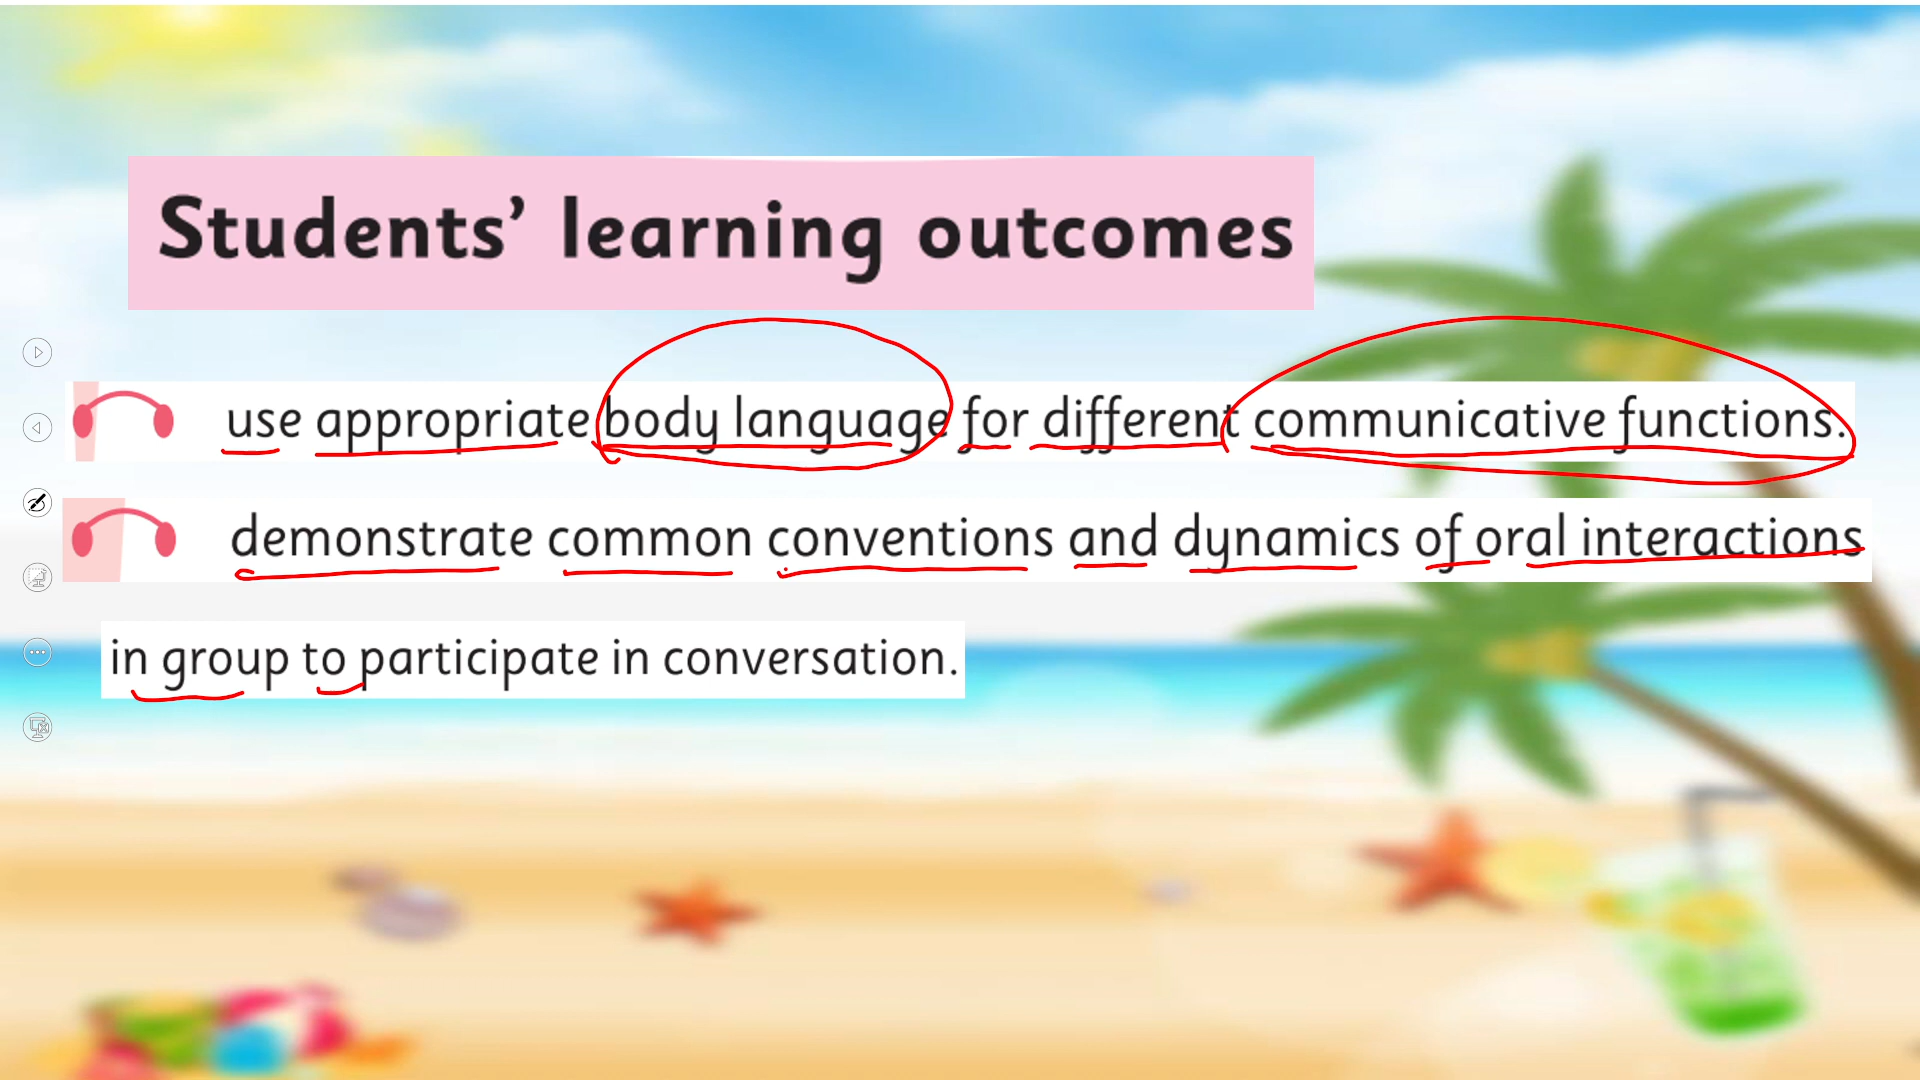 Students’ learning outcomes
use appropriate body language for different communicative functions.
demonstrate common conventions and dynamics of oral interactions
in group to participate in conversation.